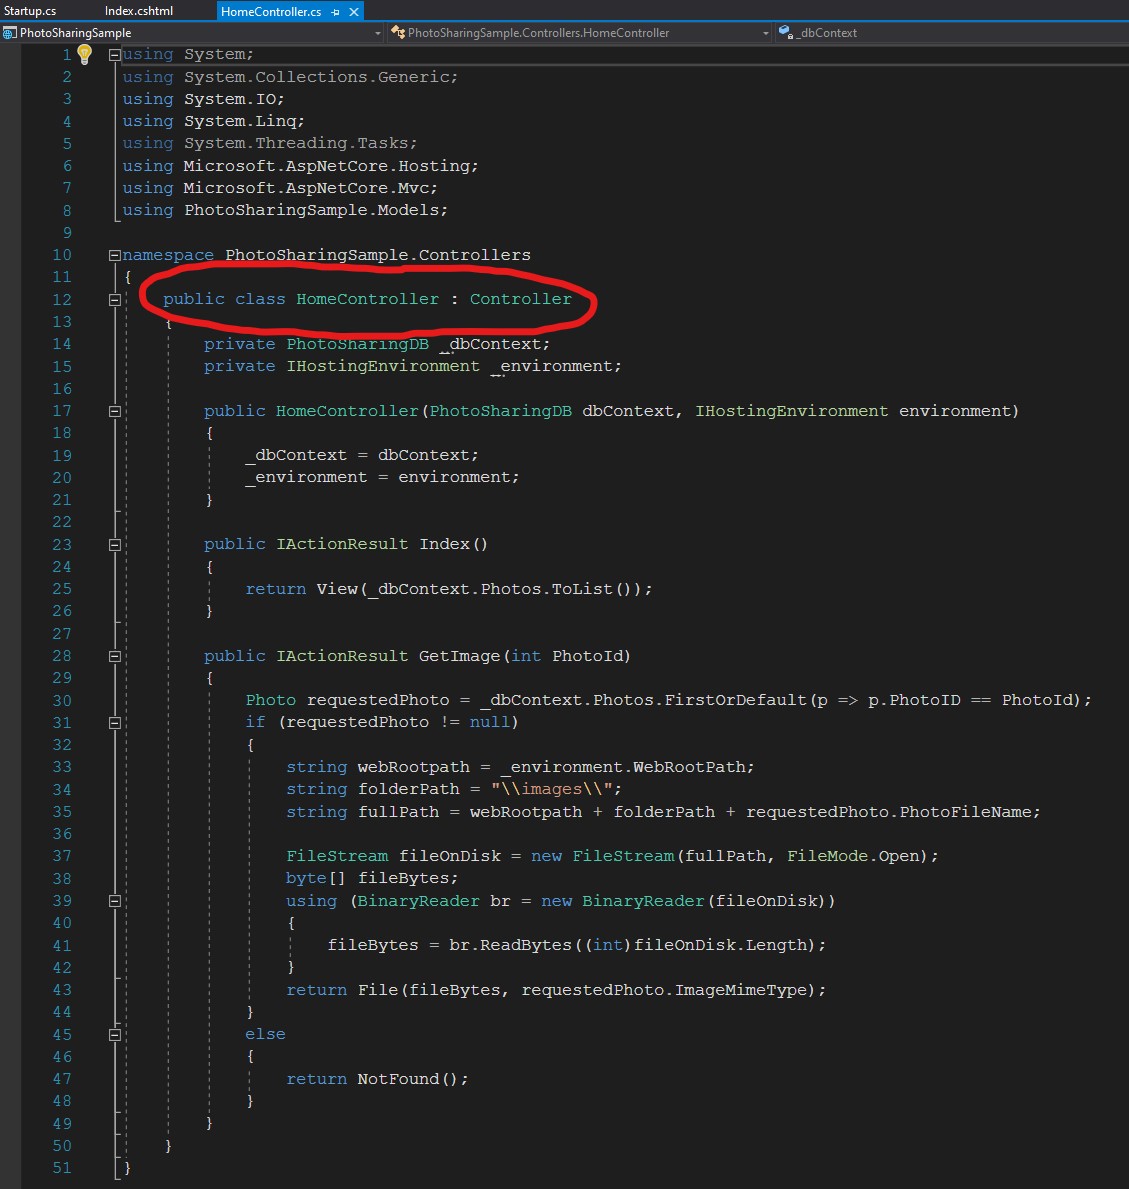 Startup.cs Index.cshtml HomeController.cs
PhotoSharingSample PhotoSharingSample.Controllers.HomeController _dbContext
1 using System;
2 using System.Collections.Generic;
3 using System.IO;
4 using System.Linq;
5 using System.Threading.Tasks;
6 using Microsoft.AspNetCore.Hosting;
7 using Microsoft.AspNetCore.Mvc;
8 using PhotoSharingSample.Models;
9
10 namespace PhotoSharingSample.Controllers
11 {
12 public class HomeController : Controller
13 {
14 private PhotoSharingDB _dbContext;
15 private IHostingEnvironment _environment;
16
17 public HomeController(PhotoSharingDB dbContext, IHostingEnvironment environment)
18 {
19 _dbContext = dbContext;
20 _environment = environment;
21 }
22
23 public IActionResult Index()
24 {
25 return View(_dbContext.Photos.ToList());
26 }
27
28 public IActionResult GetImage(int PhotoId)
29 {
30 Photo requestedPhoto = _dbContext.Photos.FirstOrDefault(p => p.PhotoID == PhotoId);
31 if (requestedPhoto != null)
32 {
33 string webRootpath = _environment.WebRootPath;
34 string folderPath = "\\images\\";
35 string fullPath = webRootpath + folderPath + requestedPhoto.PhotoFileName;
36
37 FileStream fileOnDisk = new FileStream(fullPath, FileMode.Open);
38 byte[] fileBytes;
39 using (BinaryReader br = new BinaryReader(fileOnDisk))
40 {
41 fileBytes = br.ReadBytes((int)fileOnDisk.Length);
42 }
43 return File(fileBytes, requestedPhoto.ImageMimeType);
44 }
45 else
46 {
47 return NotFound();
48 }
49 }
50 }
51 }